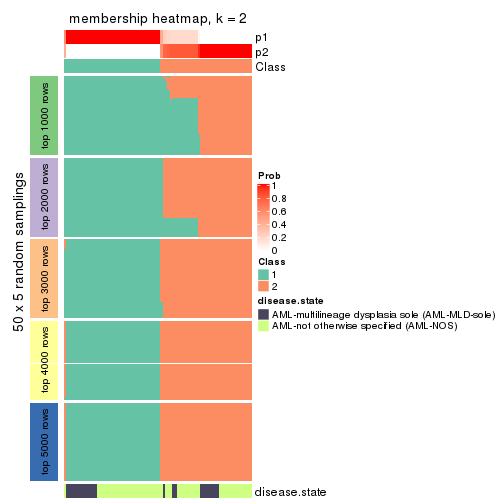 membership heatmap, k = 2
p1
p2
Class
50 x 5 random samplings
top 1000 rows
top 2000 rows
top 3000 rows
top 4000 rows
top 5000 rows
Prob
1
0.8
0.6
0.4
0.2
0
Class
1
2
disease.state
AML-multilineage dysplasia sole (AML-MLD-sole)
AML-not otherwise specified (AML-NOS)
disease.state